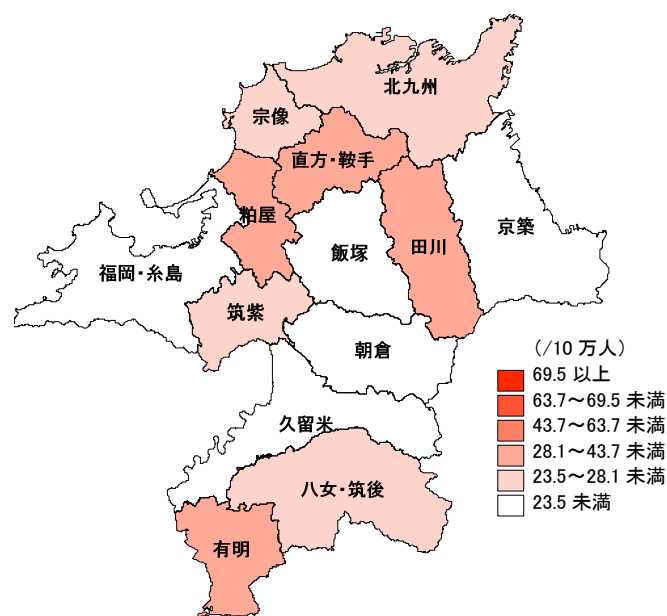 北九州
宗像
直方・鞍手
粕屋
飯塚
田川
京築
福岡・糸島
筑紫
朝倉
久留米
八女・筑後
有明
(/10 万人)
69.5 以上
63.7～69.5 未満
43.7～63.7 未満
28.1～43.7 未満
23.5～28.1 未満
23.5 未満